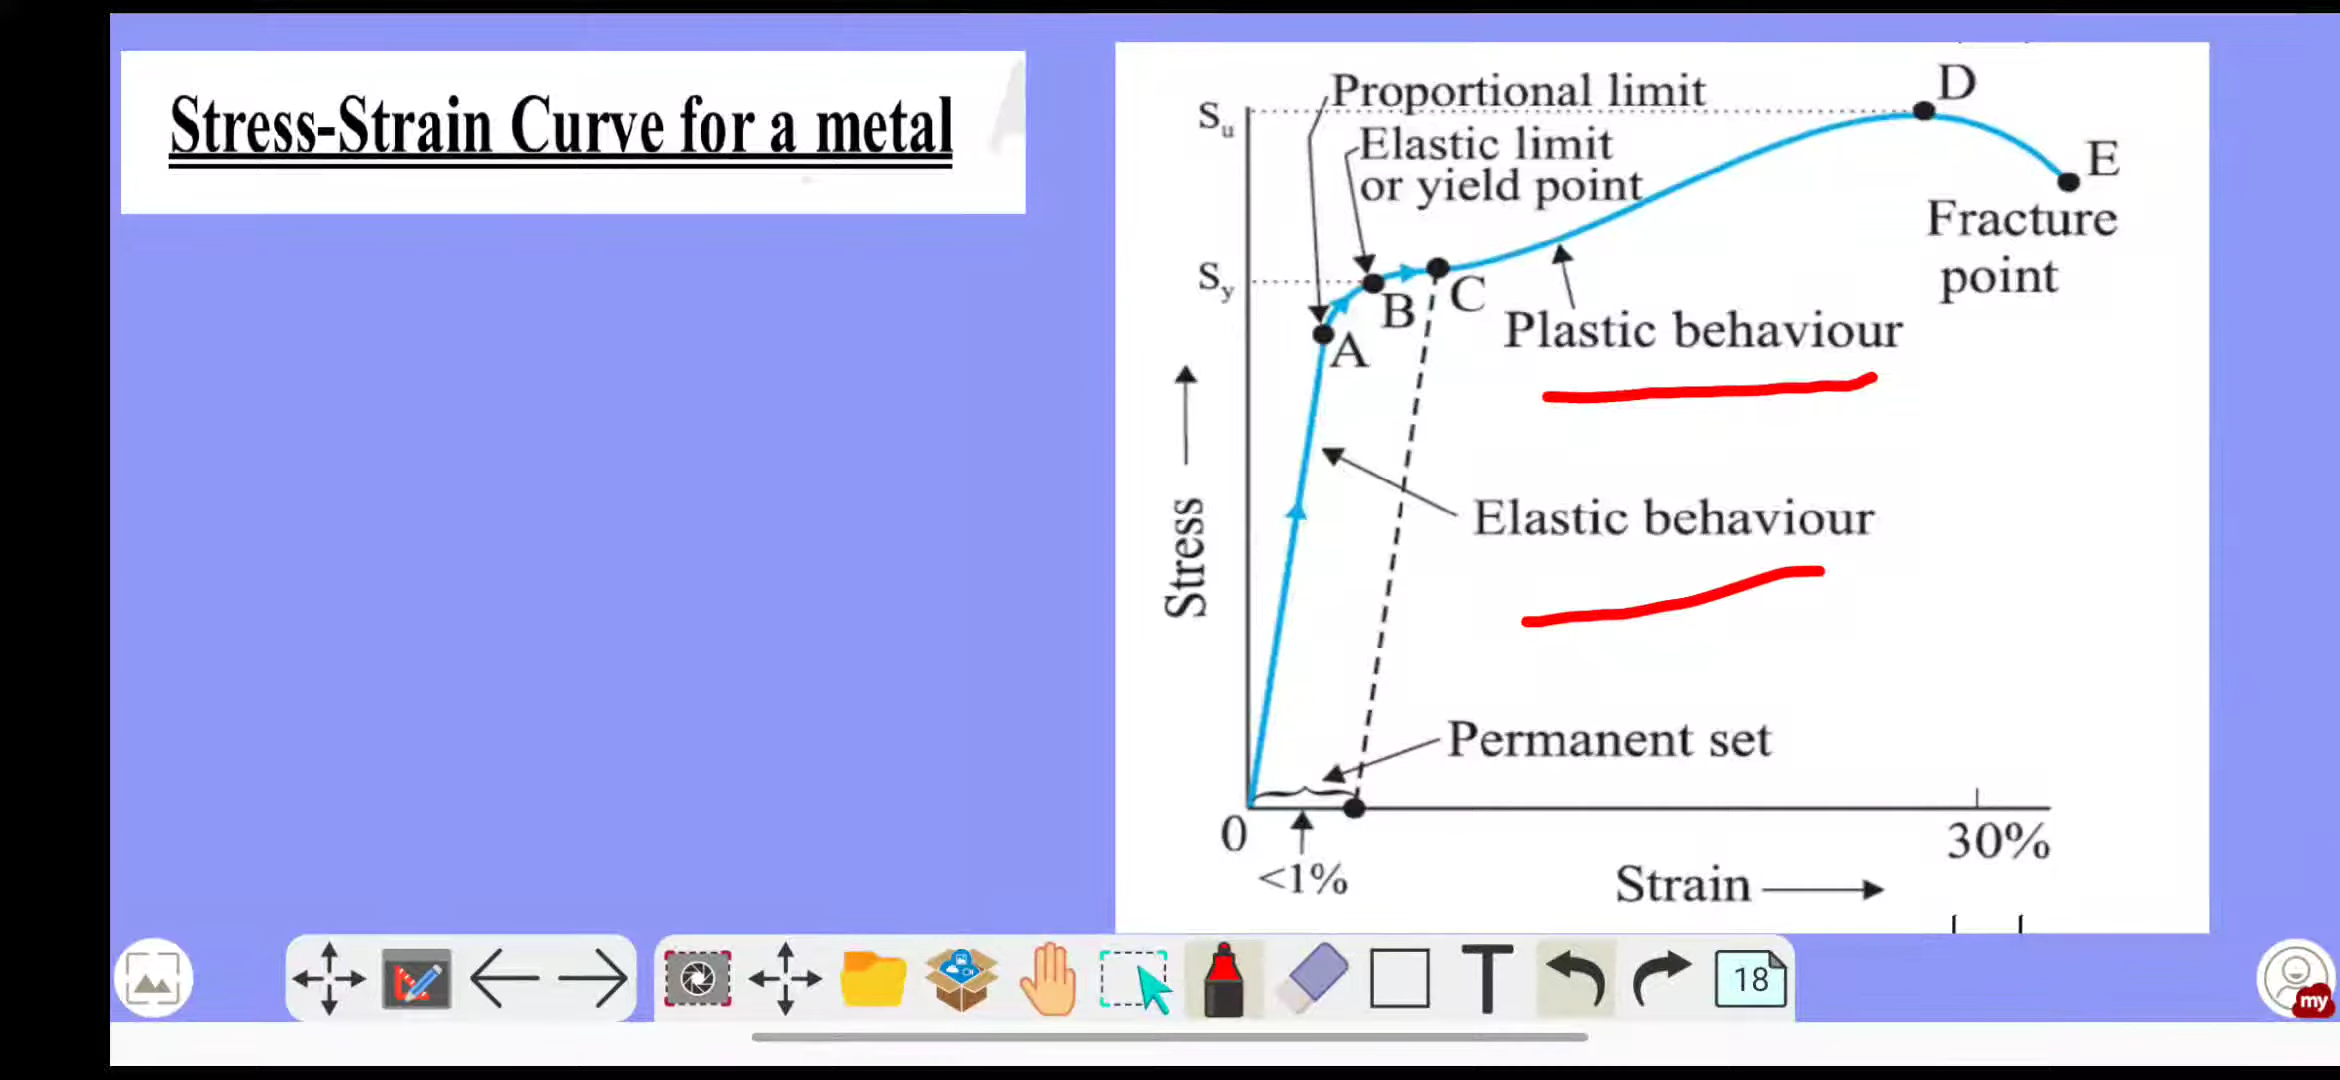 Stress-Strain Curve for a metal
Proportional limit
D
Su
Elastic limit
or yield point
E
Fracture
point
Sy
B
C
Plastic behaviour
A
Stress
Elastic behaviour
Permanent set
0
30%
<1%
Strain
18
my